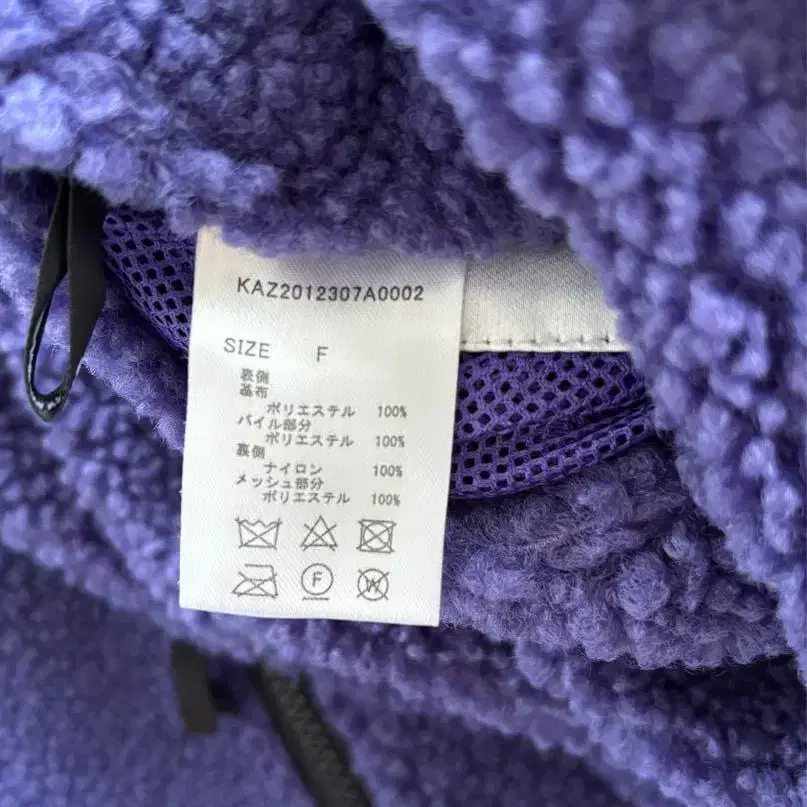 KAZ2012307A0002
SIZE F
表側
基布
ポリエステル 100%
パイル部分
ポリエステル 100%
裏側
ナイロン 100%
メッシュ部分
ポリエステル 100%
F W